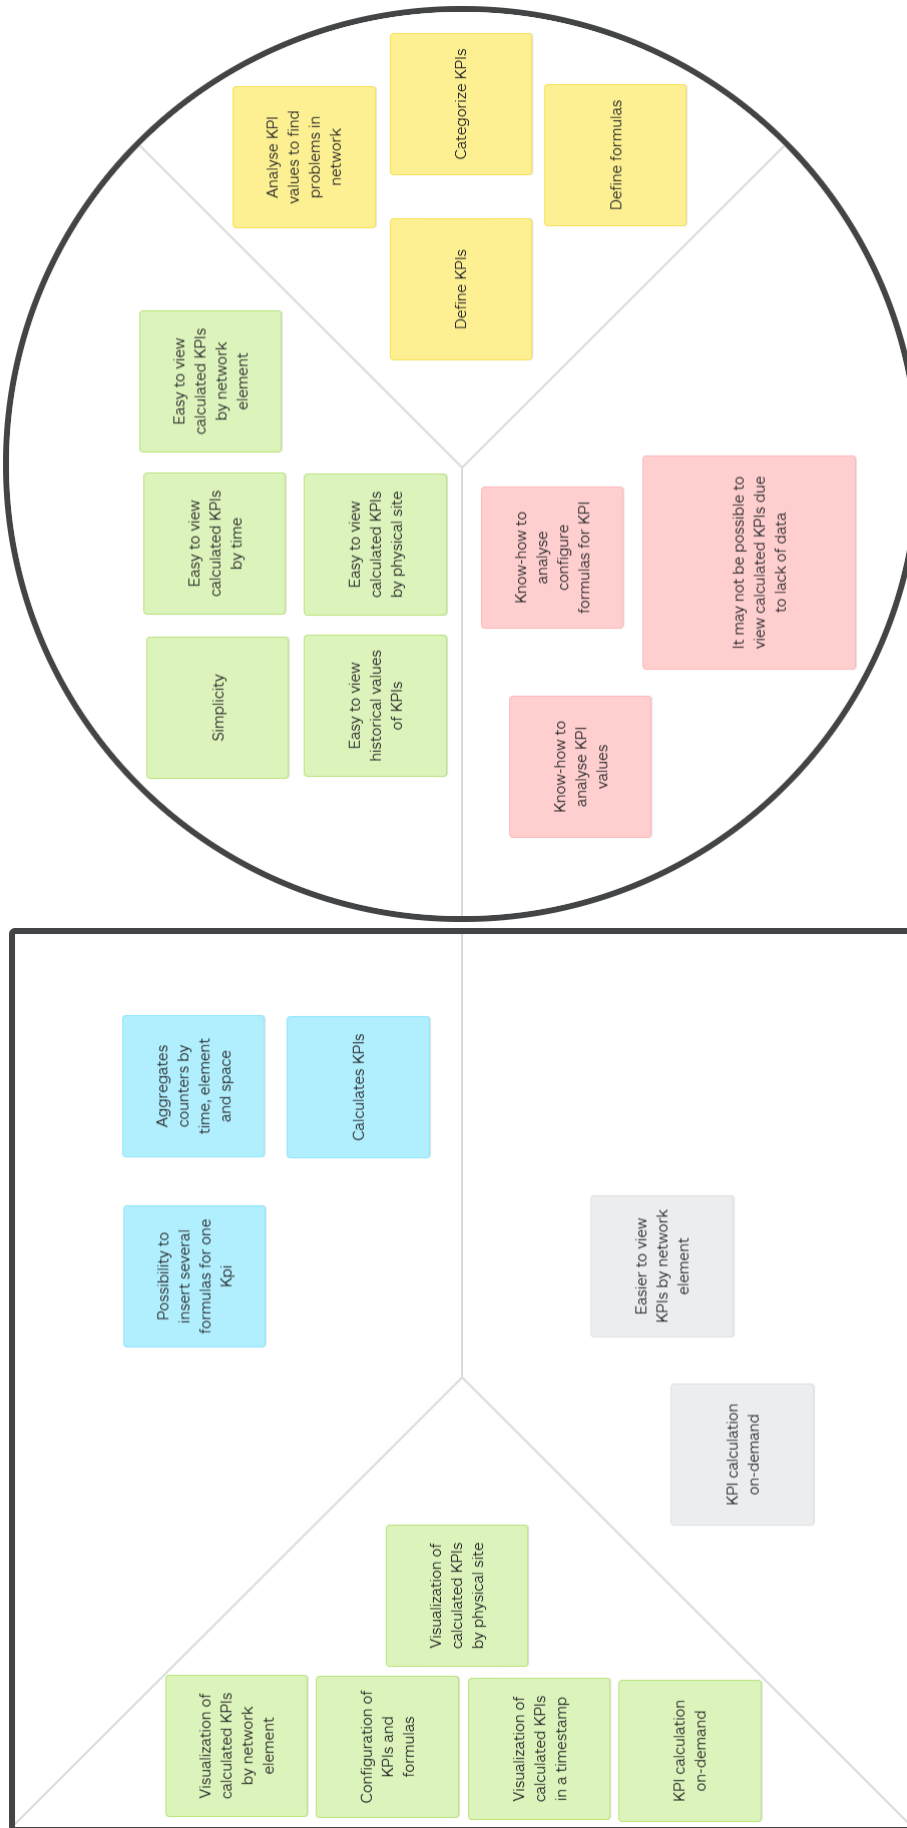 Visualization of
calculated KPIs
by network
element
Configuration of
KPIs and
formulas
Visualization of
calculated KPIs
by physical site
Visualization of
calculated KPIs
in a timestamp
KPI calculation
on-demand
Possibility to
insert several
formulas for one
Kpi
Aggregates
counters by
time, element
and space
Calculates KPIs
KPI calculation
on-demand
Easier to view
KPIs by network
element
Simplicity
Easy to view
calculated KPIs
by time
Easy to view
calculated KPIs
by network
element
Easy to view
historical values
of KPIs
Easy to view
calculated KPIs
by physical site
Analyse KPI
values to find
problems in
network
Define KPIs
Categorize KPIs
Define formulas
Know-how to
analyse KPI
values
Know-how to
analyse
configure
formulas for KPI
It may not be possible to
view calculated KPIs due
to lack of data